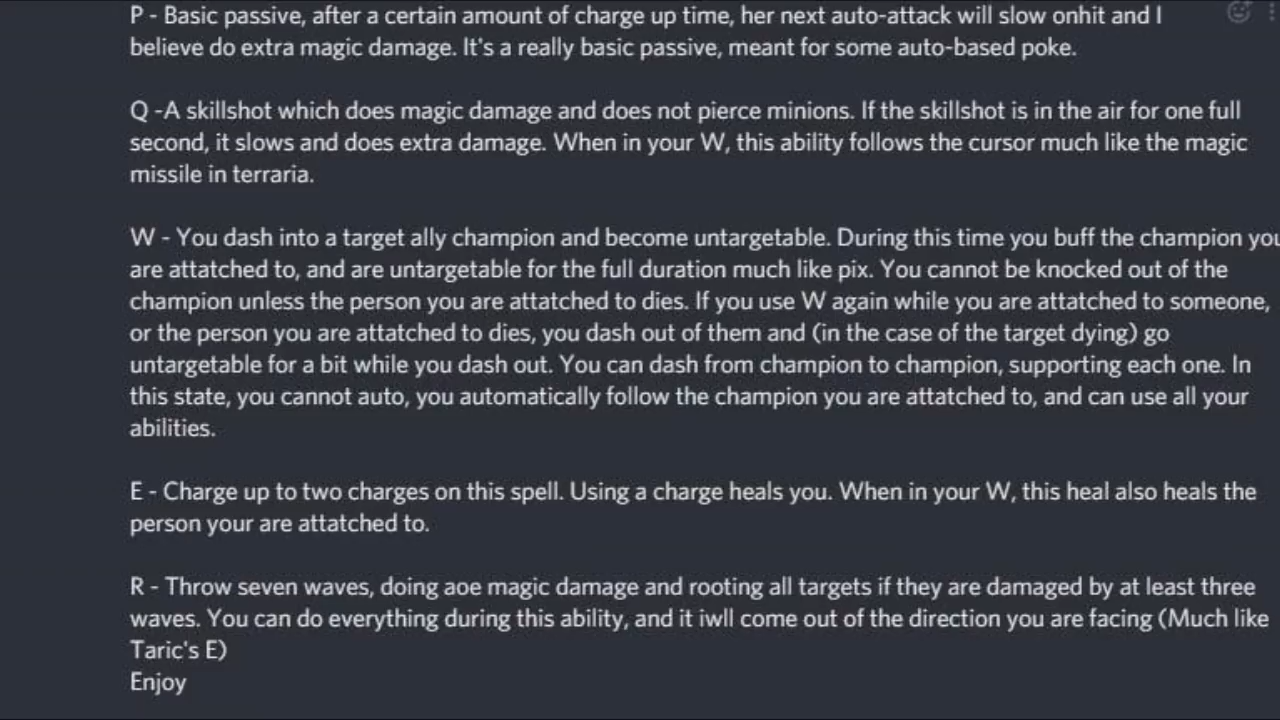 P - Basic passive, after a certain amount of charge up time, her next auto-attack will slow onhit and I
believe do extra magic damage. It's a really basic passive, meant for some auto-based poke.
Q -A skillshot which does magic damage and does not pierce minions. If the skillshot is in the air for one full
second, it slows and does extra damage. When in your W, this ability follows the cursor much like the magic
missile in terraria.
W - You dash into a target ally champion and become untargetable. During this time you buff the champion you
are attatched to, and are untargetable for the full duration much like pix. You cannot be knocked out of the
champion unless the person you are attatched to dies. If you use W again while you are attatched to someone,
or the person you are attatched to dies, you dash out of them and (in the case of the target dying) go
untargetable for a bit while you dash out. You can dash from champion to champion, supporting each one. In
this state, you cannot auto, you automatically follow the champion you are attatched to, and can use all your
abilities.
E - Charge up to two charges on this spell. Using a charge heals you. When in your W, this heal also heals the
person your are attatched to.
R - Throw seven waves, doing aoe magic damage and rooting all targets if they are damaged by at least three
waves. You can do everything during this ability, and it iwll come out of the direction you are facing (Much like
Taric's E)
Enjoy